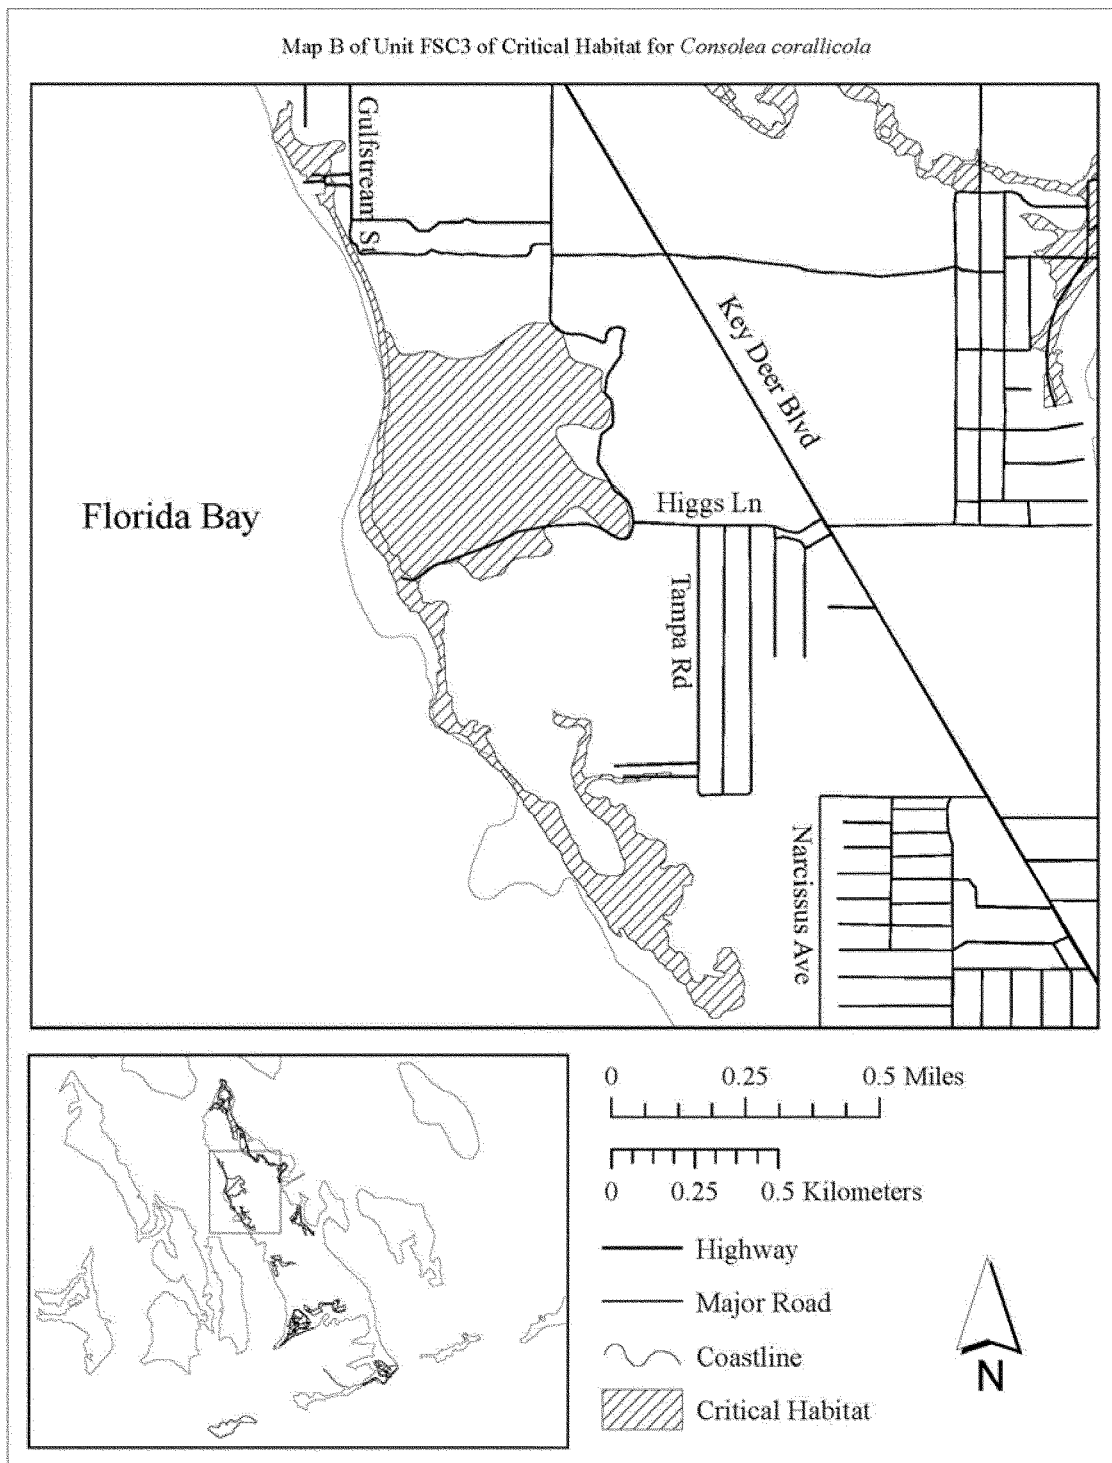 Map B of Unit FSC3 of Critical Habitat for Consolea corallicola
Gulfstream St
Key Deer Blvd
Florida Bay
Higgs Ln
Tampa Rd
Narcissus Ave
0 0.25 0.5 Miles
0 0.25 0.5 Kilometers
Highway
Major Road
Coastline
Critical Habitat
N